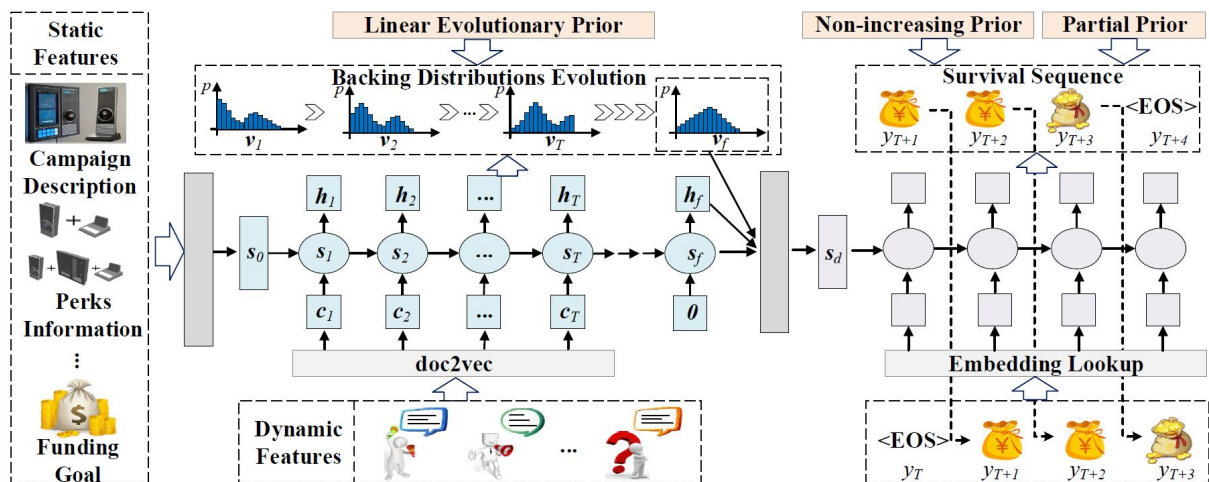 Static
Features
Campaign
Description
+
+ +
Perks
Information
...
$
Funding
Goal
Linear Evolutionary Prior
Backing Distributions Evolution
p p ... p p
v1 v2 vT vf
h1 h2 ... hT hf
s0 s1 s2 ... sT sf
c1 c2 ... cT 0
doc2vec
Dynamic
Features
...
Non-increasing Prior Partial Prior
Survival Sequence
¥ ¥ <EOS>
yT+1 yT+2 yT+3 yT+4
sd
Embedding Lookup
<EOS> ¥ ¥
yT yT+1 yT+2 yT+3